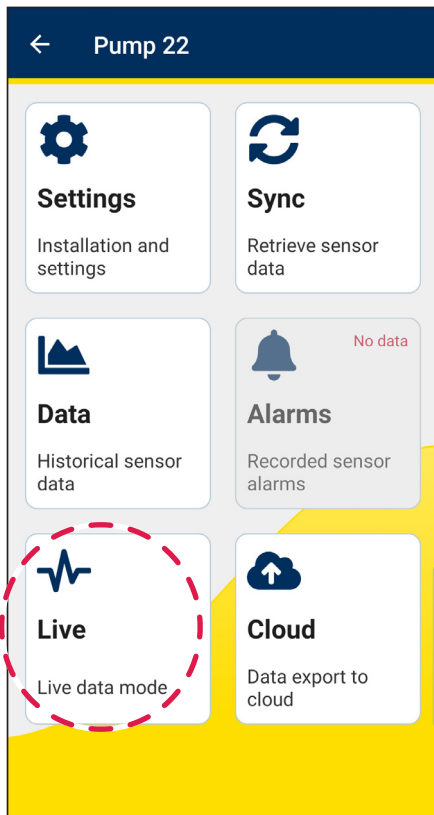 Pump 22
Settings
Installation and
settings
Sync
Retrieve sensor
data
Data
Historical sensor
data
No data
Alarms
Recorded sensor
alarms
Live
Live data mode
Cloud
Data export to
cloud